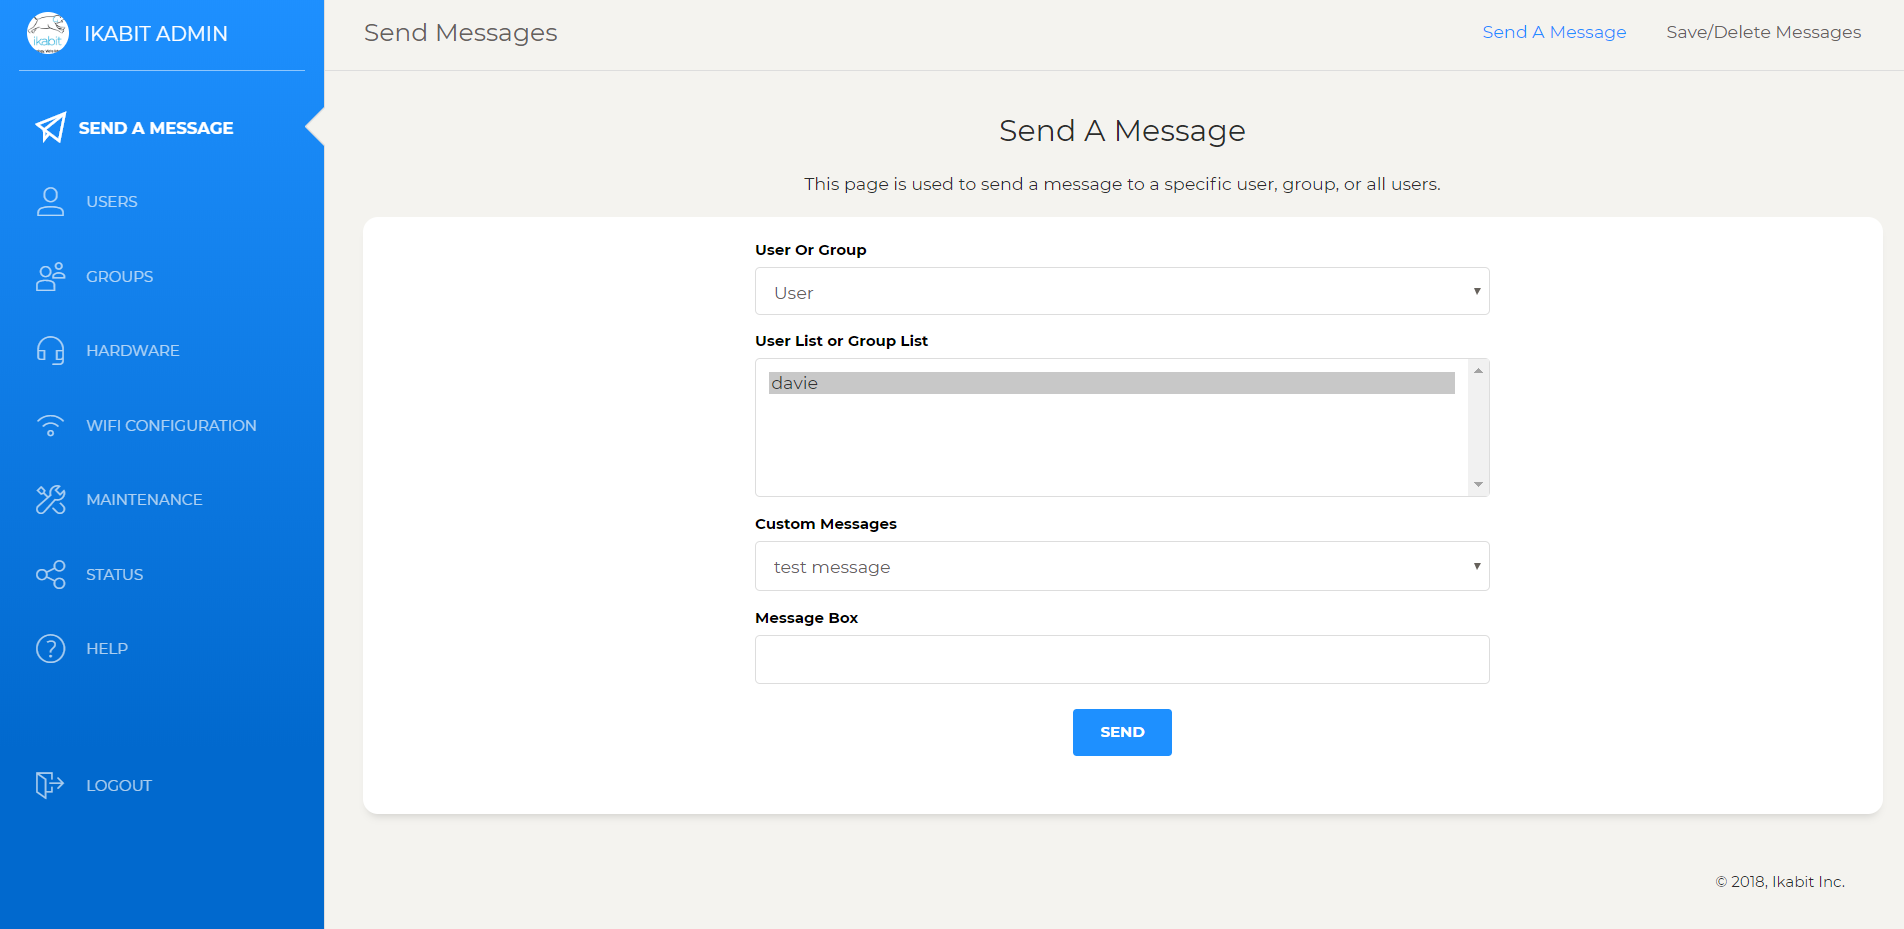 ikabit
IKABIT ADMIN
Send Messages
Send A Message
Save/Delete Messages
SEND A MESSAGE
USERS
GROUPS
HARDWARE
WIFI CONFIGURATION
MAINTENANCE
STATUS
HELP
LOGOUT
Send A Message
This page is used to send a message to a specific user, group, or all users.
User Or Group
User
User List or Group List
davie
Custom Messages
test message
Message Box
SEND
© 2018, Ikabit Inc.